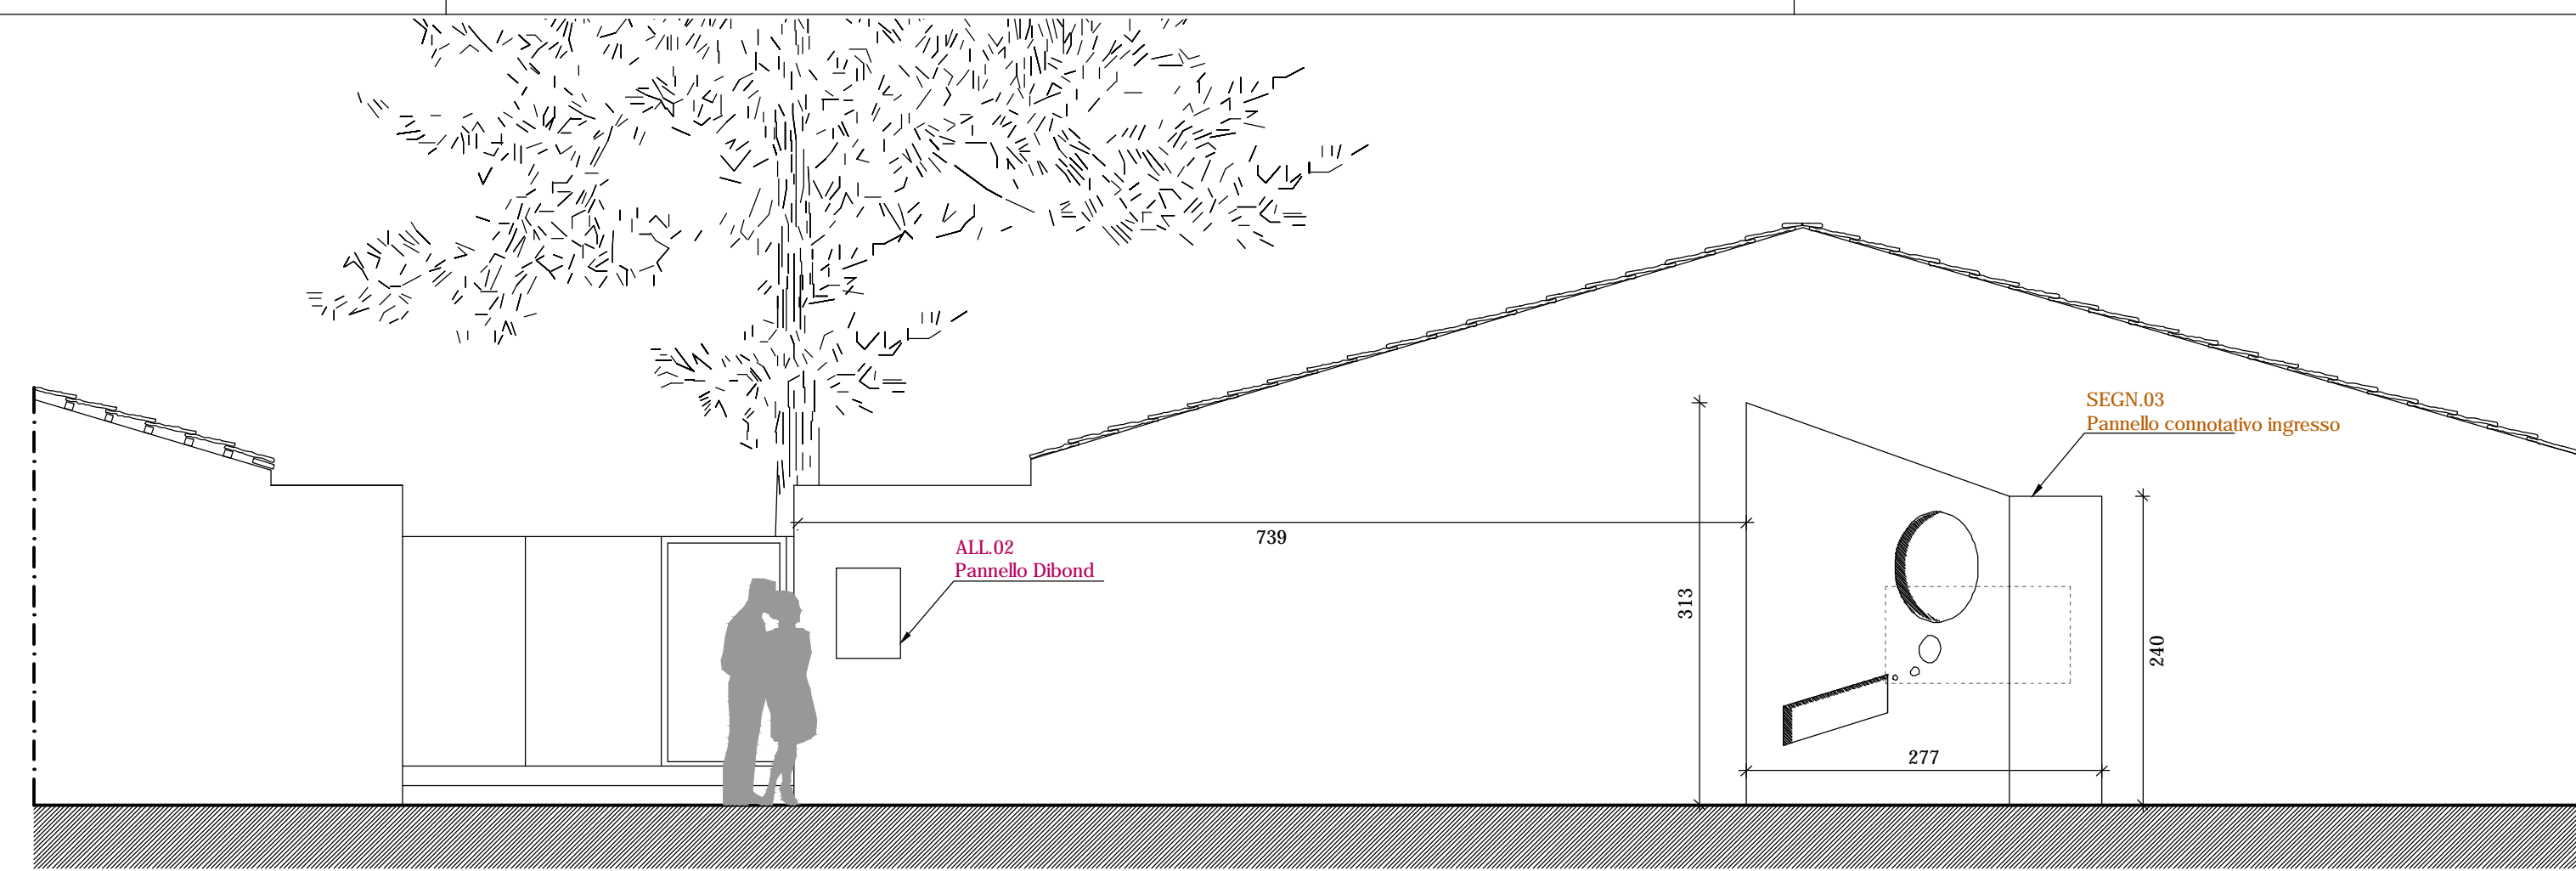 SEGN.03
Pannello connotativo ingresso
739
ALL.02
Pannello Dibond
313
240
277